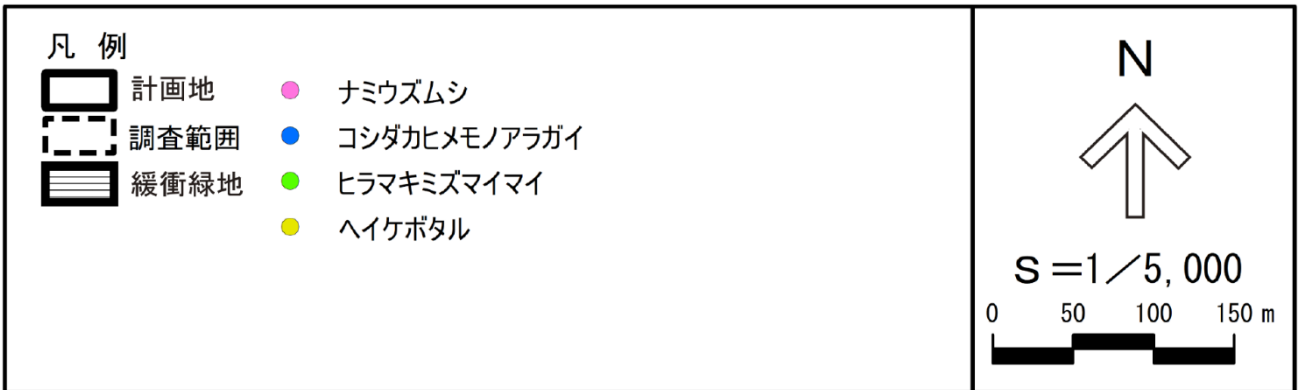 凡 例
計画地
調査範囲
緩衝緑地
ナミウズムシ
コシダカヒメモノアラガイ
ヒラマキミズマイマイ
ヘイケボタル
N
S=1/5,000
0 50 100 150 m